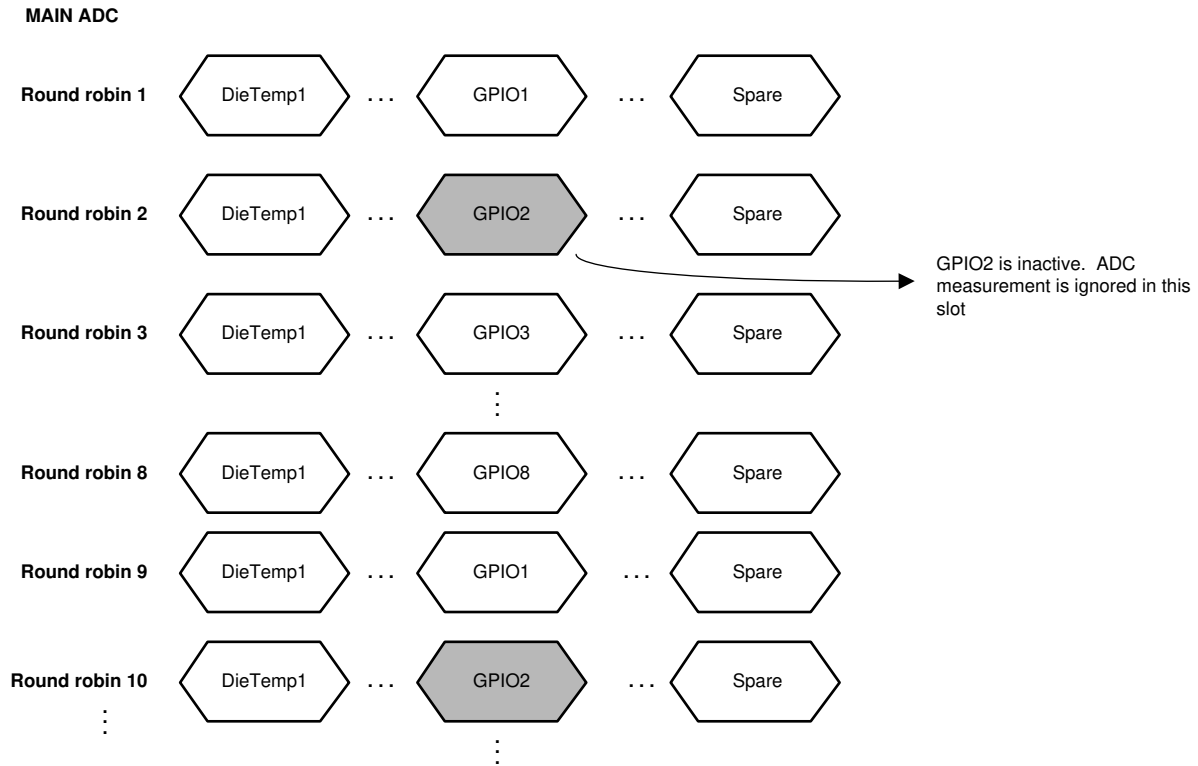 MAIN ADC
Round robin 1 DieTemp1 ... GPIO1 ... Spare
Round robin 2 DieTemp1 ... GPIO2 ... Spare
GPIO2 is inactive. ADC
measurement is ignored in this
slot
Round robin 3 DieTemp1 ... GPIO3 ... Spare
Round robin 8 DieTemp1 ... GPIO8 ... Spare
Round robin 9 DieTemp1 ... GPIO1 ... Spare
Round robin 10 DieTemp1 ... GPIO2 ... Spare